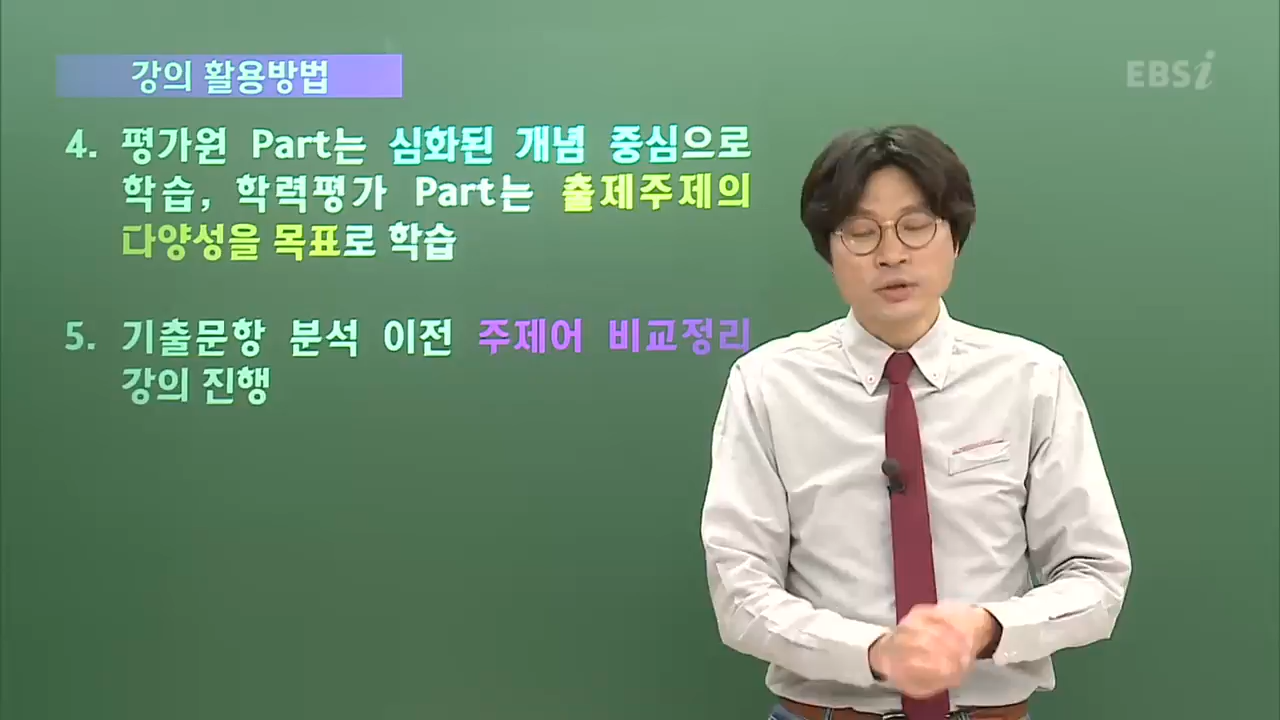 강의 활용방법
EBSi
4. 평가원 Part는 심화된 개념 중심으로
학습, 학력평가 Part는 출제주제의
다양성을 목표로 학습
5. 기출문항 분석 이전 주제어 비교정리
강의 진행